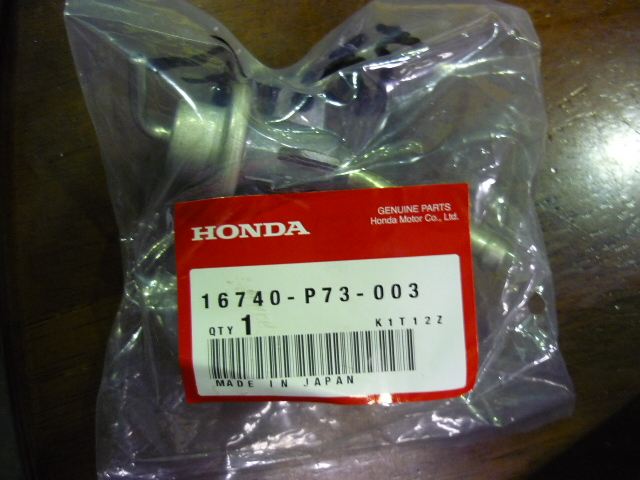 HONDA
GENUINE PARTS
Honda Motor Co., Ltd.
16740-P73-003
QTY 1 K1T12Z
MADE IN JAPAN